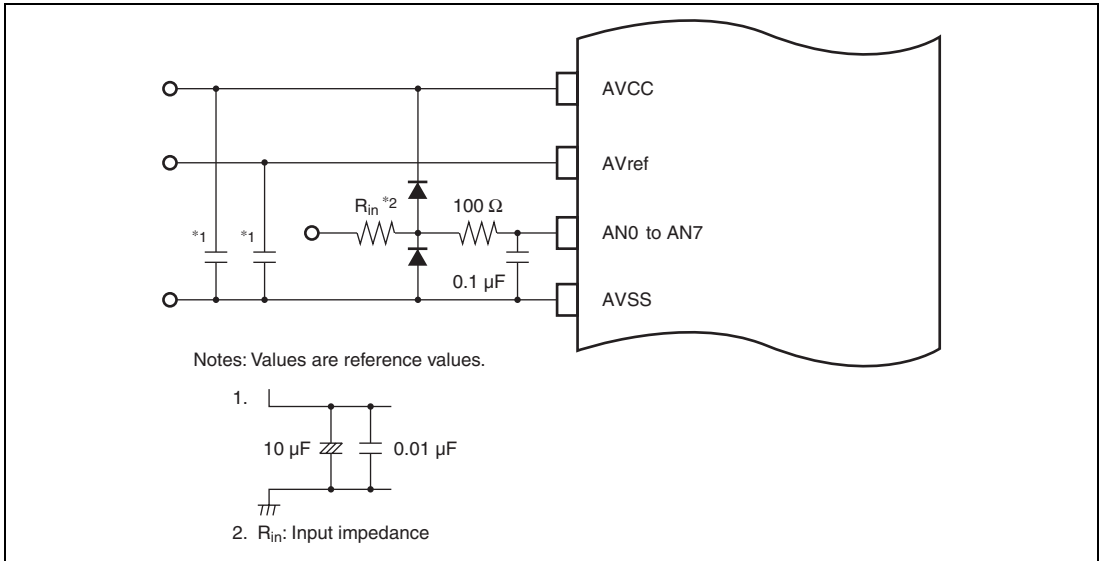 AVCC
AVref
Rin *2
100 Ω
*1
*1
AN0 to AN7
0.1 µF
AVSS
Notes: Values are reference values.
1.
10 µF
0.01 µF
2. Rin: Input impedance